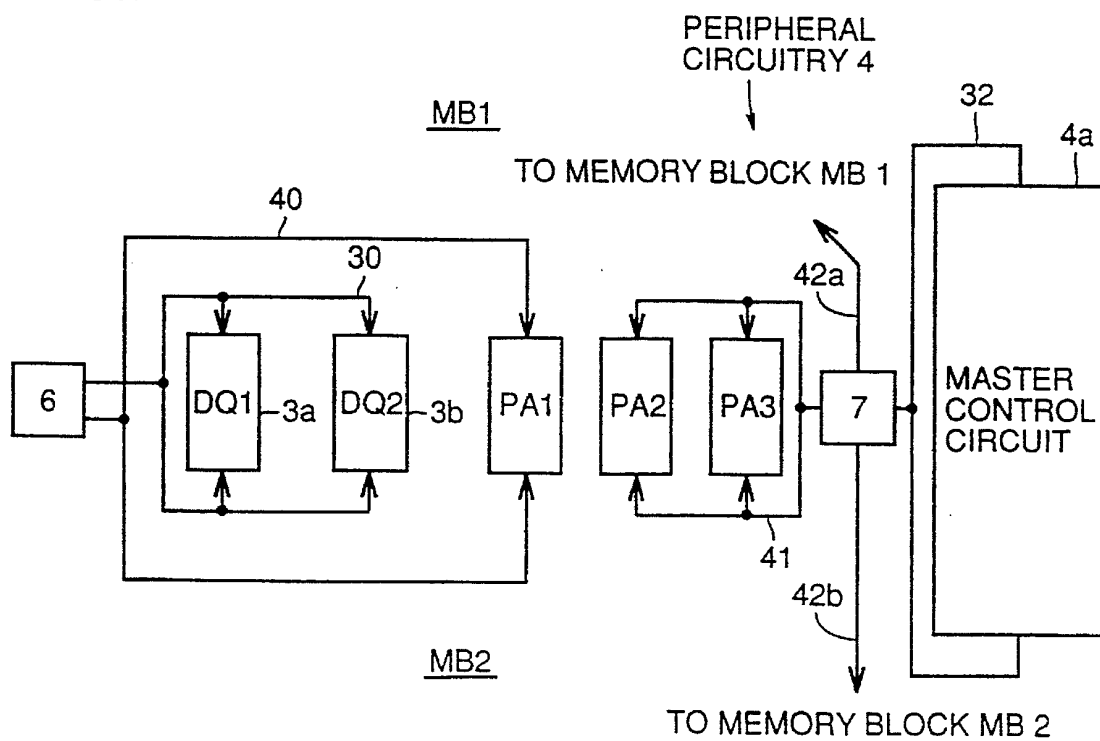 PERIPHERAL
CIRCUITRY 4
MB1
32
4a
TO MEMORY BLOCK MB 1
40
30
42a
6
DQ1
3a
DQ2
3b
PA1
PA2
PA3
7
MASTER
CONTROL
CIRCUIT
41
42b
MB2
TO MEMORY BLOCK MB 2